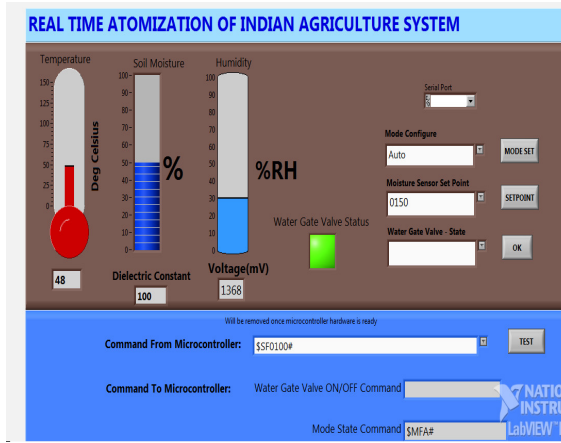 REAL TIME ATOMIZATION OF INDIAN AGRICULTURE SYSTEM
Temperature
Soil Moisture
Humidity
150-
125-
100-
75-
50-
25-
0-
Deg Celsius
48
100-
90-
80-
70-
60-
50-
40-
30-
20-
10-
0-
%
Dielectric Constant
100
100
90
80
70
60
50
40
30
20
10
0
%RH
Voltage(mV)
1368
Water Gate Valve Status
Serial Port
Mode Configure
Auto
MODE SET
Moisture Sensor Set Point
0150
SETPOINT
Water Gate Valve - State
OK
Will be removed once microcontroller hardware is ready
Command From Microcontroller:
$SF0100#
TEST
Command To Microcontroller:
Water Gate Valve ON/OFF Command
Mode State Command
$MFA#
NATIO
INSTRU
LabVIEW